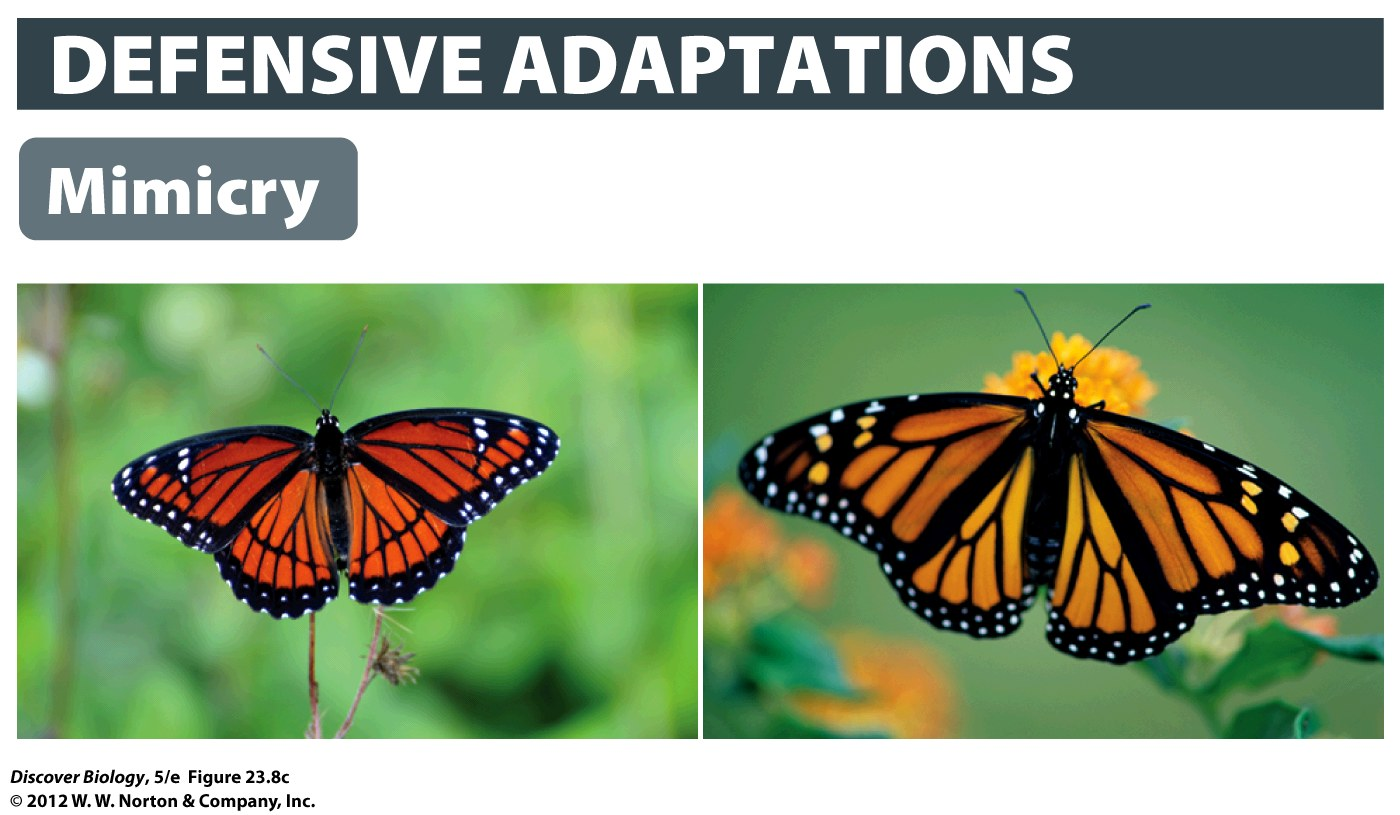 DEFENSIVE ADAPTATIONS
Mimicry
Discover Biology, 5/e Figure 23.8c
© 2012 W. W. Norton & Company, Inc.